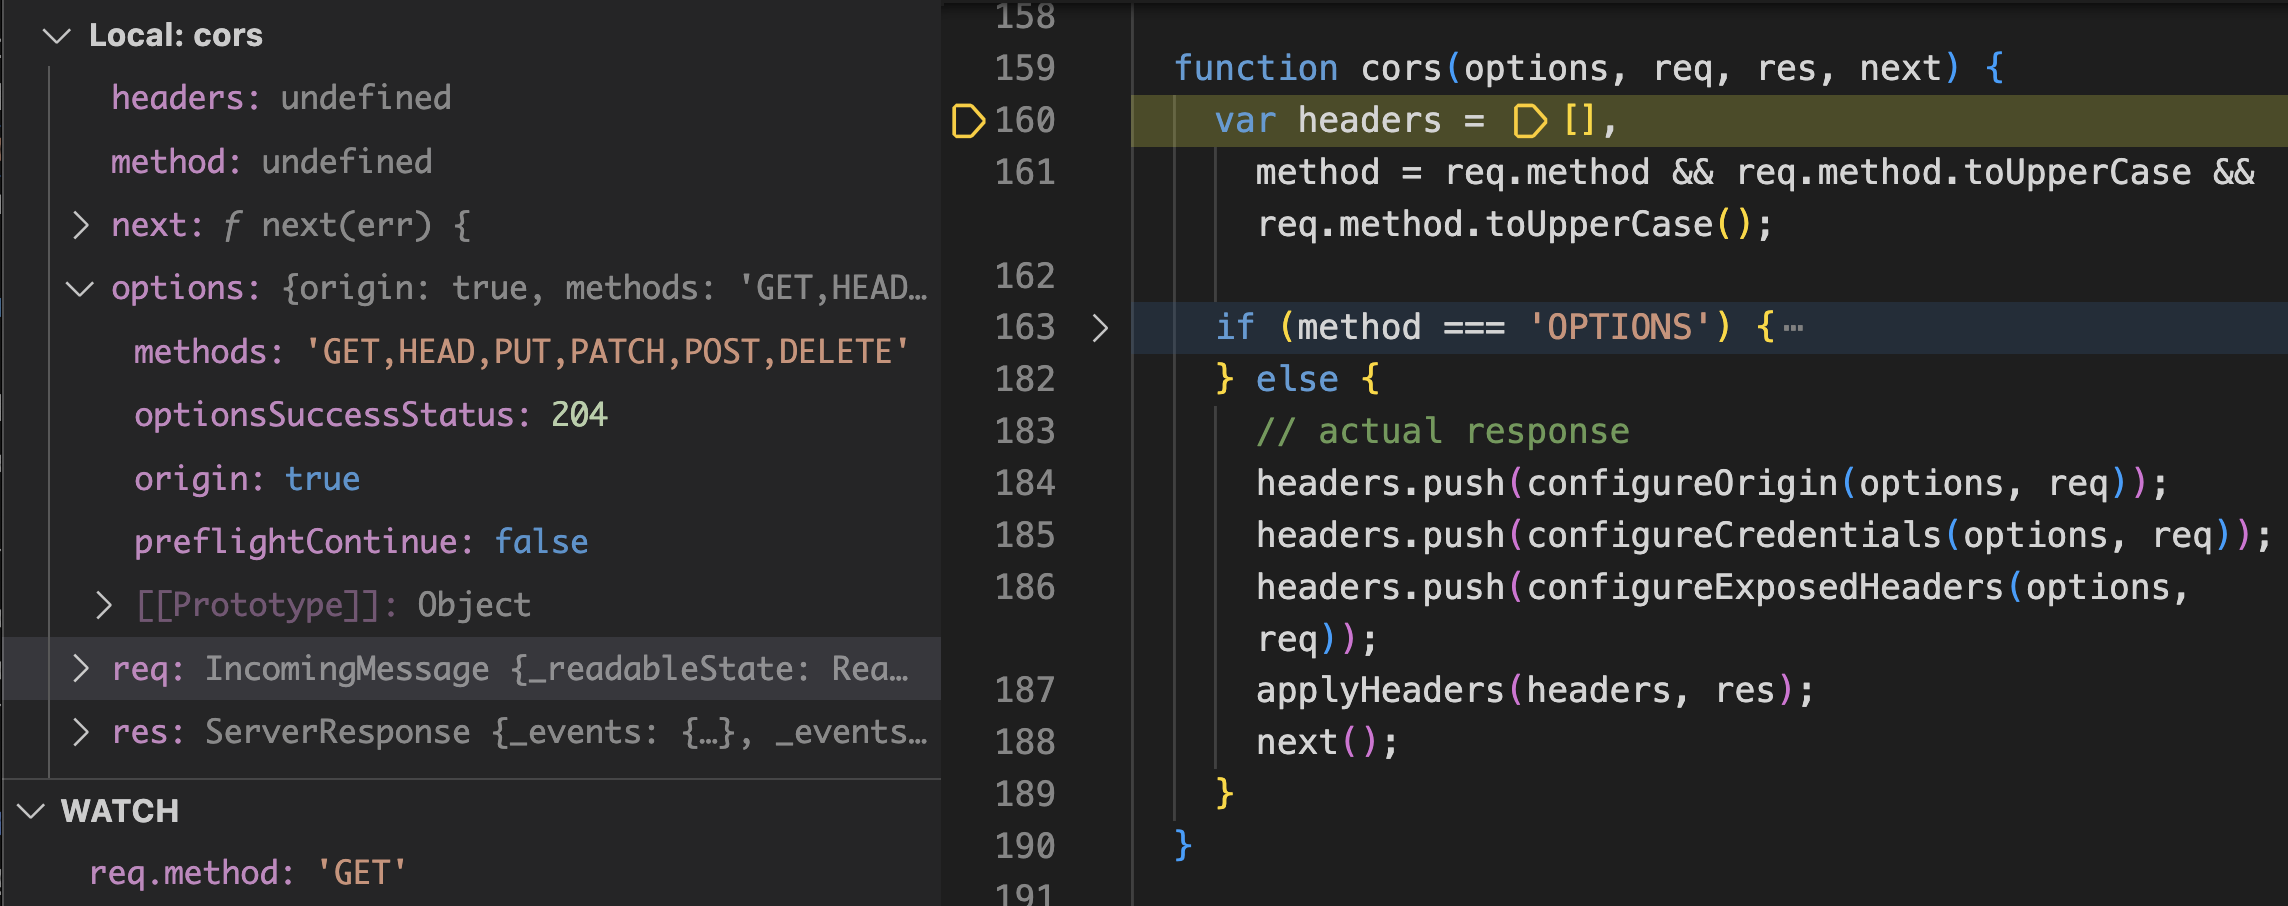 Local: cors
headers: undefined
method: undefined
next: f next(err) {
options: {origin: true, methods: 'GET,HEAD…
methods: 'GET,HEAD,PUT,PATCH,POST,DELETE'
optionsSuccessStatus: 204
origin: true
preflightContinue: false
[[Prototype]]: Object
req: IncomingMessage {_readableState: Rea…
res: ServerResponse {_events: {…}, _events…
WATCH
req.method: 'GET'
158
159 function cors(options, req, res, next) {
160 var headers = [],
161 method = req.method && req.method.toUpperCase &&
req.method.toUpperCase();
162
163 if (method === 'OPTIONS') {⋯
182 } else {
183 // actual response
184 headers.push(configureOrigin(options, req));
185 headers.push(configureCredentials(options, req));
186 headers.push(configureExposedHeaders(options,
req));
187 applyHeaders(headers, res);
188 next();
189 }
190 }
191